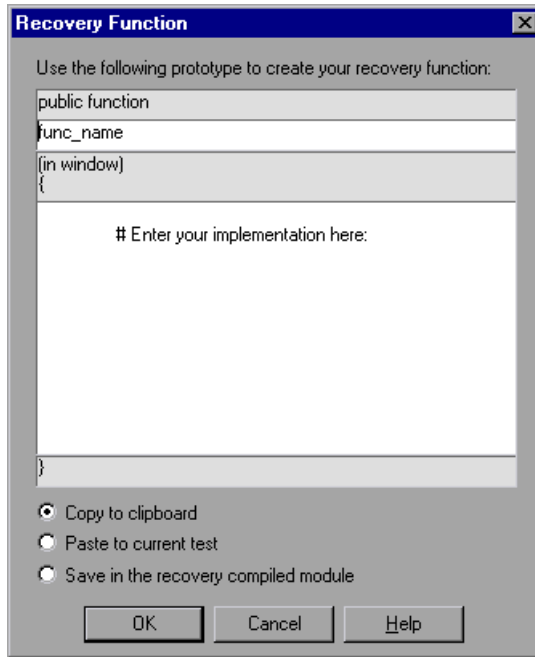 Recovery Function
Use the following prototype to create your recovery function:
public function
func_name
(in window)
{
# Enter your implementation here:
}
Copy to clipboard
Paste to current test
Save in the recovery compiled module
OK Cancel Help